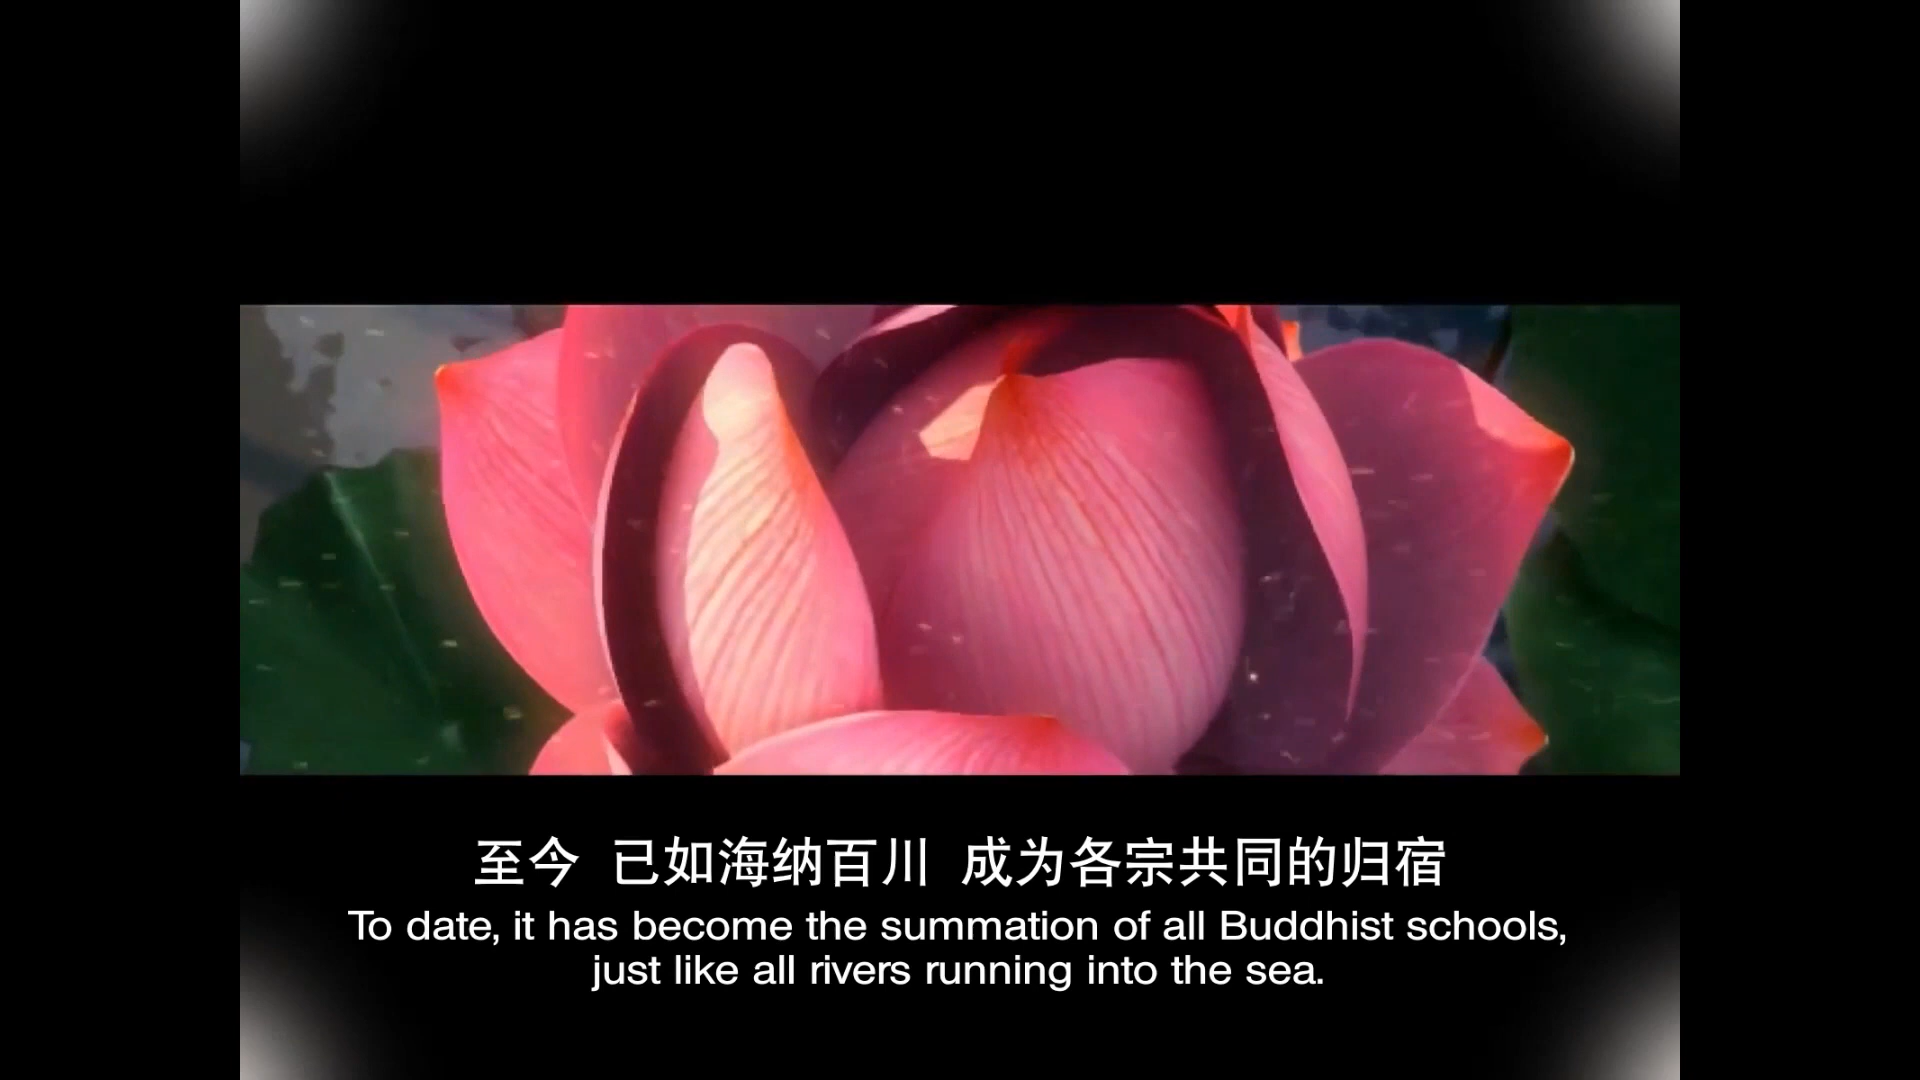 至今 已如海纳百川 成为各宗共同的归宿
To date, it has become the summation of all Buddhist schools,
just like all rivers running into the sea.